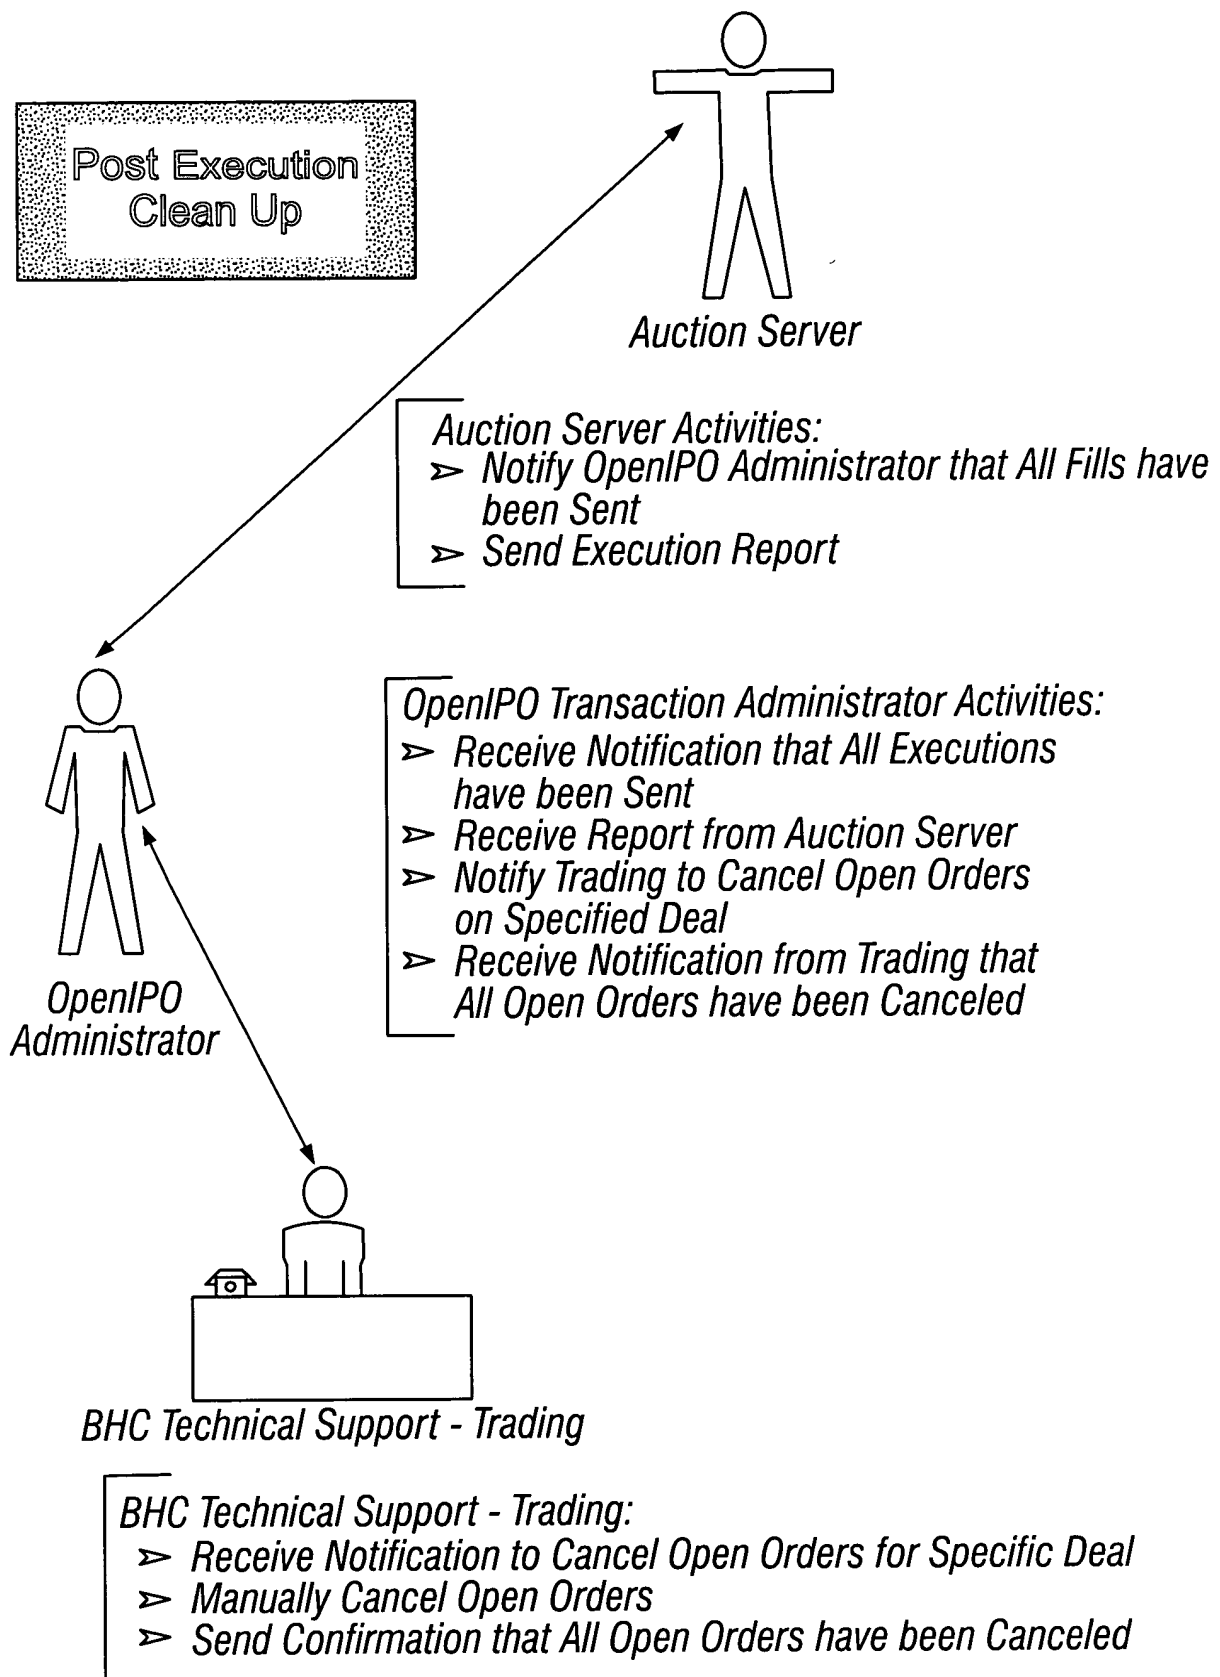 Post Execution
Clean Up
Auction Server
Auction Server Activities:
➢ Notify OpenIPO Administrator that All Fills have
been Sent
➢ Send Execution Report
OpenIPO Transaction Administrator Activities:
➢ Receive Notification that All Executions
have been Sent
➢ Receive Report from Auction Server
➢ Notify Trading to Cancel Open Orders
on Specified Deal
➢ Receive Notification from Trading that
All Open Orders have been Canceled
OpenIPO
Administrator
BHC Technical Support - Trading
BHC Technical Support - Trading:
➢ Receive Notification to Cancel Open Orders for Specific Deal
➢ Manually Cancel Open Orders
➢ Send Confirmation that All Open Orders have been Canceled